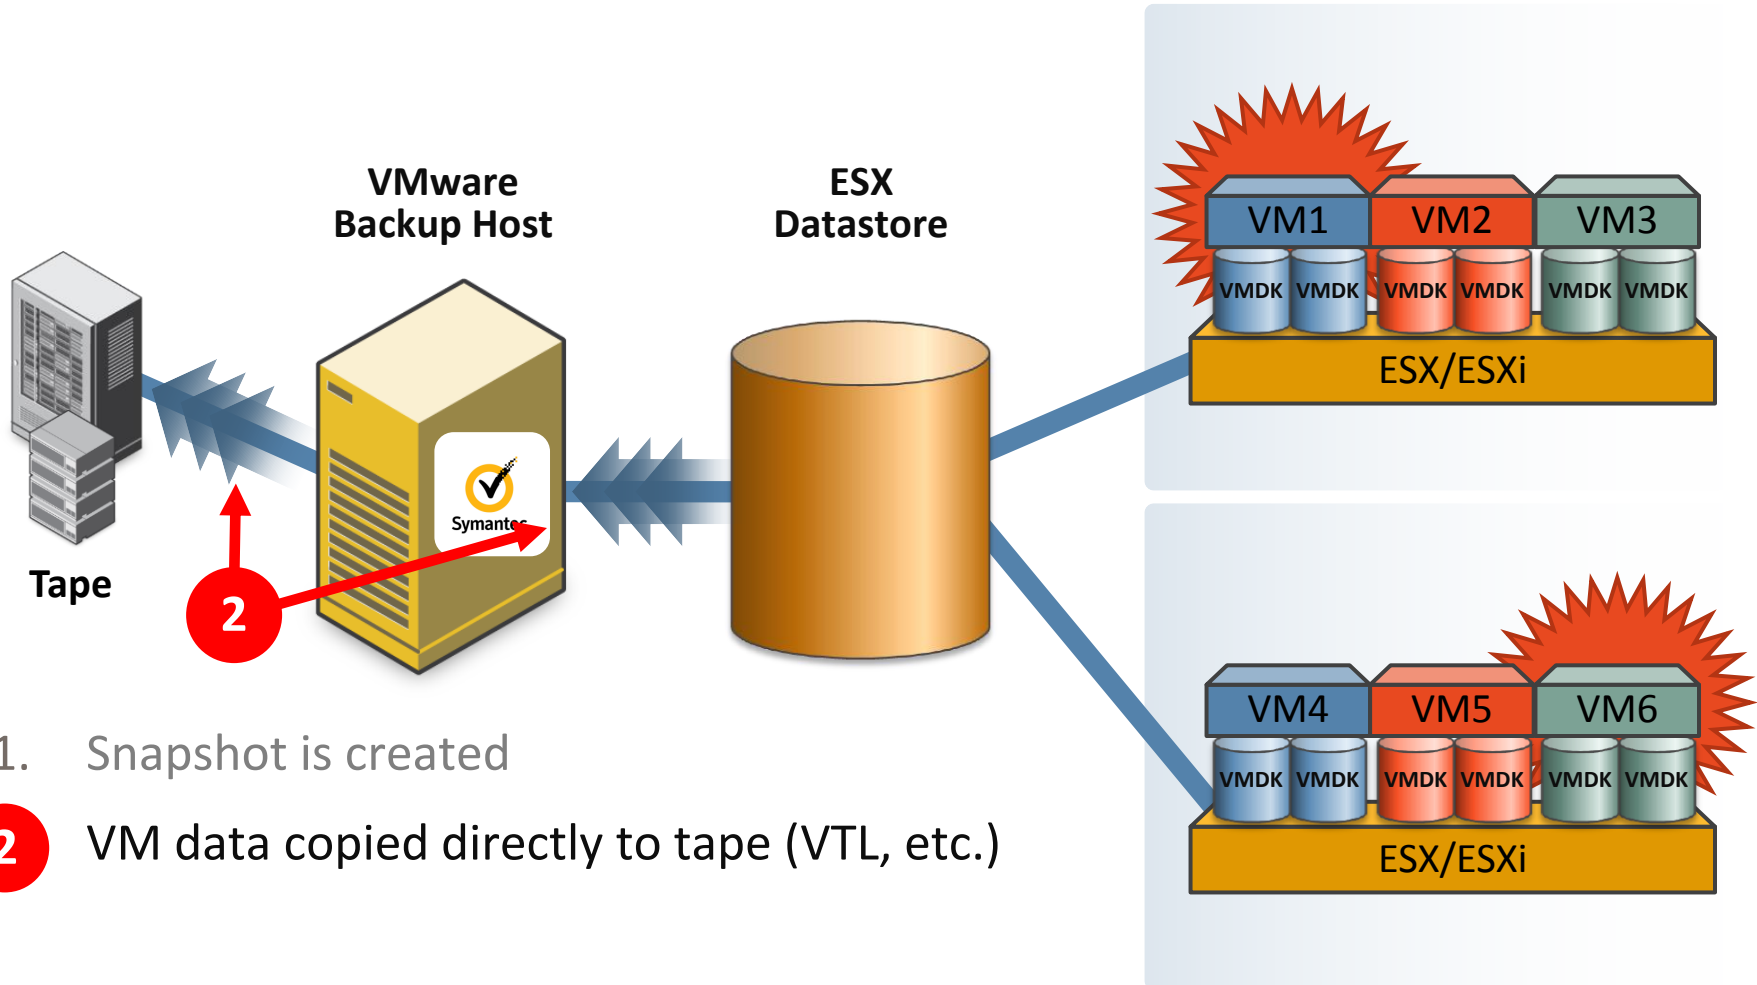 VMware
Backup Host
ESX
Datastore
VM1 VM2 VM3
VMDK VMDK VMDK VMDK VMDK VMDK
ESX/ESXi
Symantec
Tape
2
VM4 VM5 VM6
VMDK VMDK VMDK VMDK VMDK VMDK
ESX/ESXi
1. Snapshot is created
2 VM data copied directly to tape (VTL, etc.)